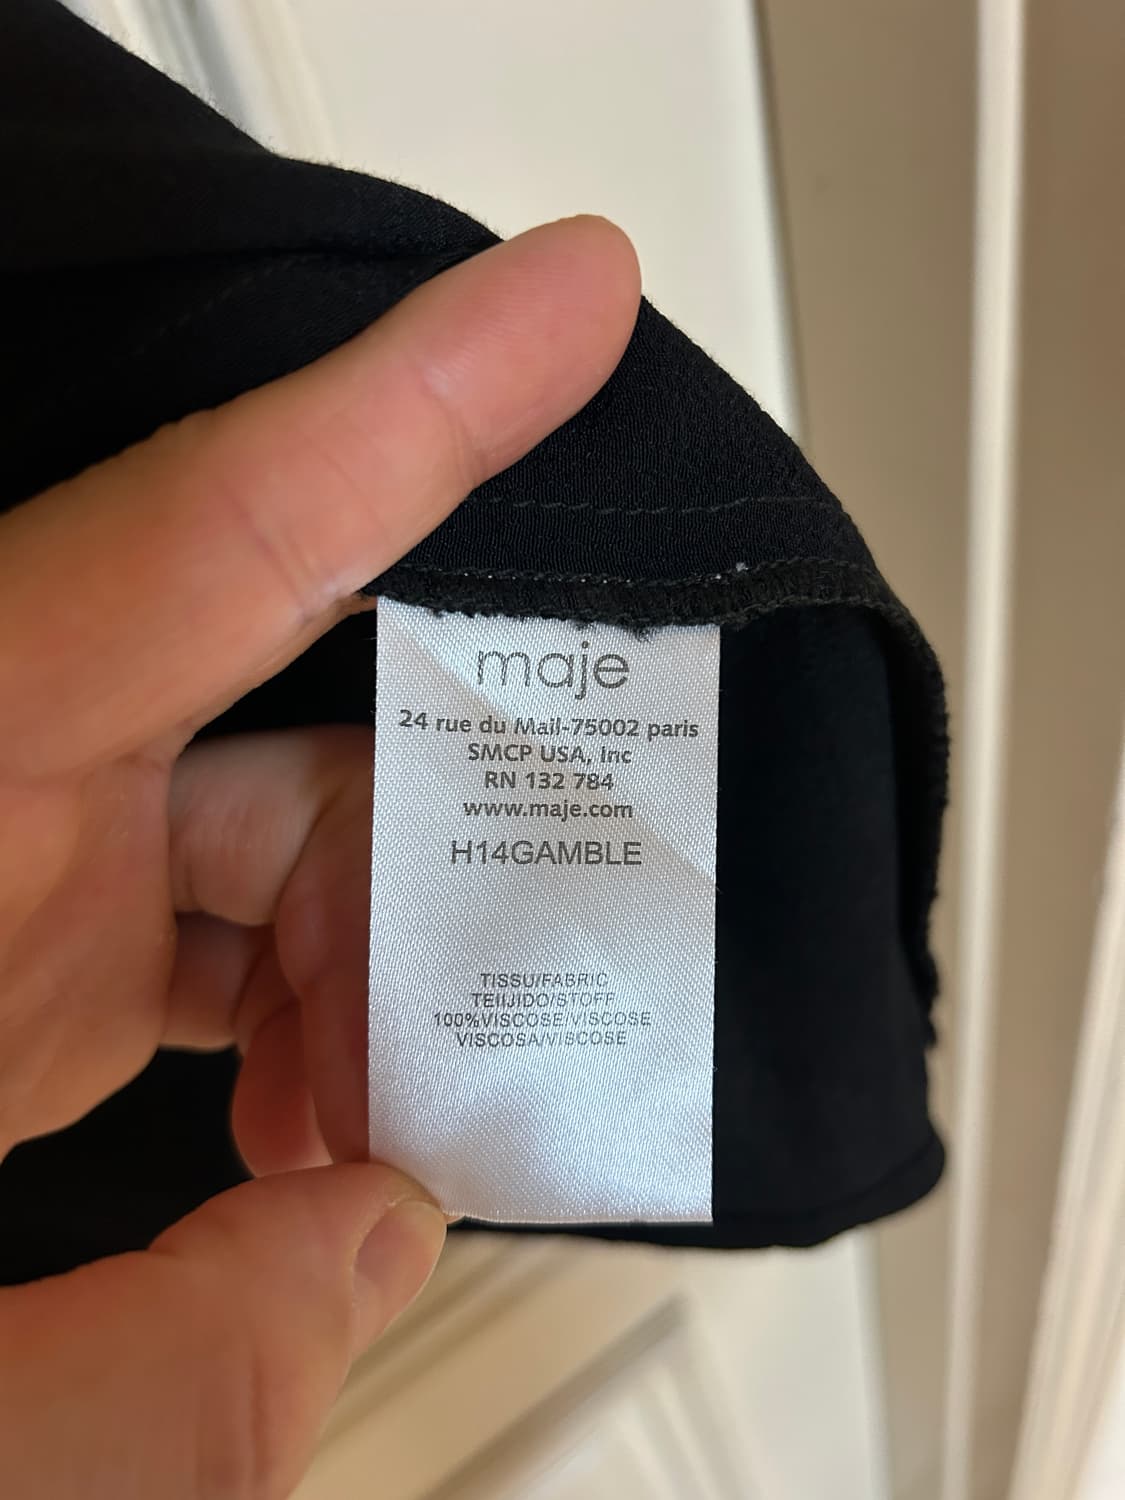 maje
24 rue du Mail-75002 paris
SMCP USA, Inc
RN 132 784
www.maje.com
H14GAMBLE
TISSU/FABRIC
TEIIJIDO/STOFF
100%VISCOSE/VISCOSE
VISCOSA/VISCOSE